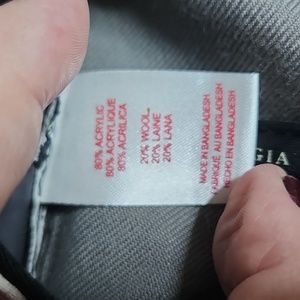 80% ACRYLIC
80% ACRYLIQUE
80% ACRILICA
20% WOOL
20% LAINE
20% LANA
MADE IN BANGLADESH
FABRIQUÉ AU BANGLADESH
HECHO EN BANGLADESH
GIA